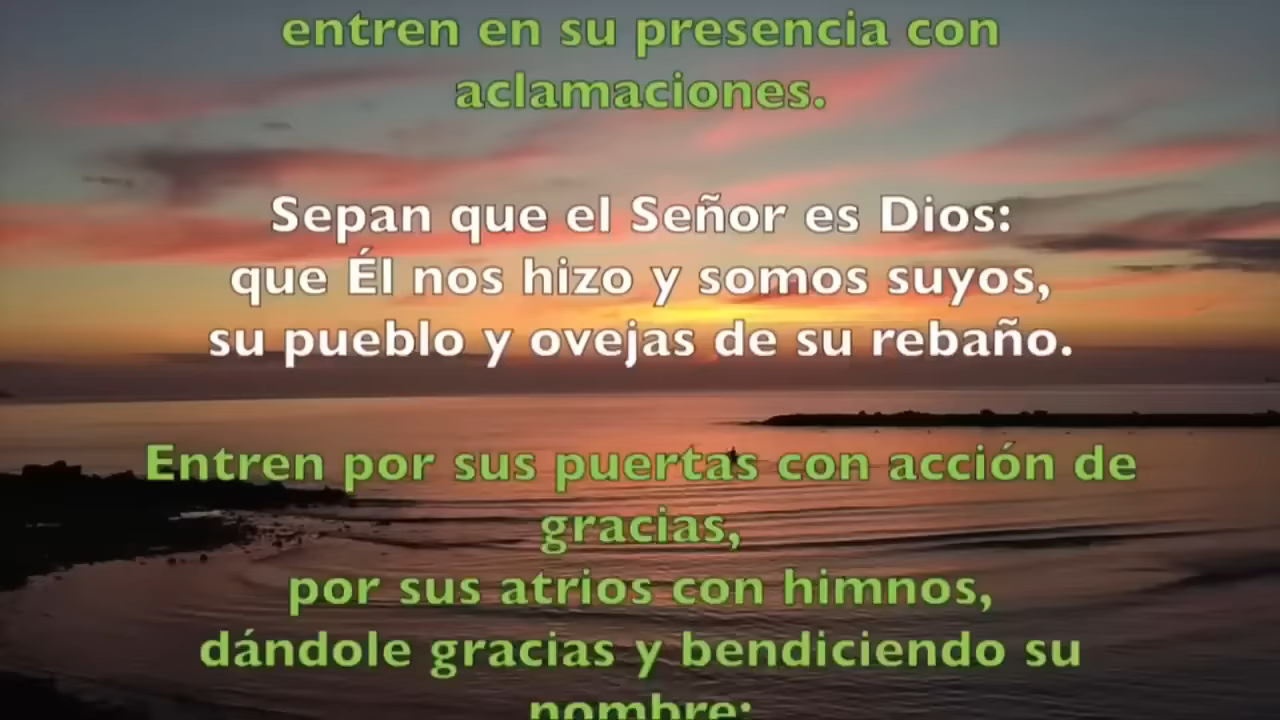 entren en su presencia con
aclamaciones.
Sepan que el Señor es Dios:
que Él nos hizo y somos suyos,
su pueblo y ovejas de su rebaño.
Entren por sus puertas con acción de
gracias,
por sus atrios con himnos,
dándole gracias y bendiciendo su
nombre: